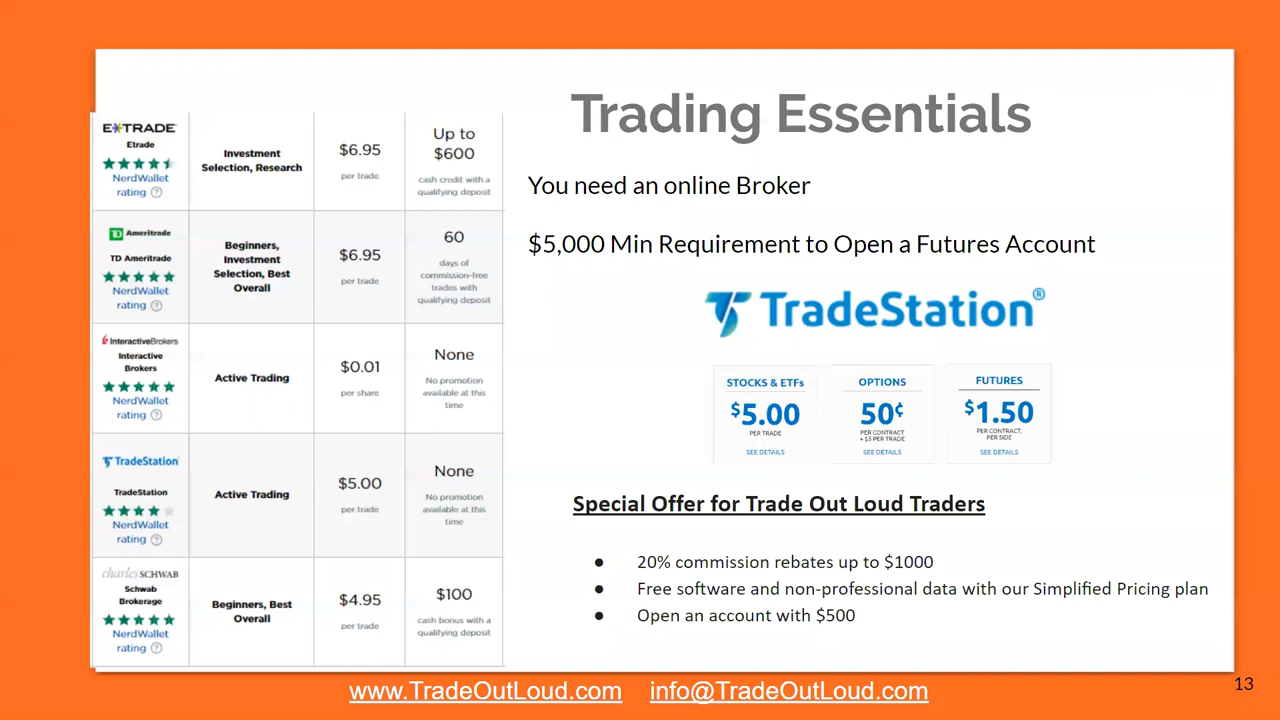 Trading Essentials
E*TRADE
Etrade
NerdWallet
rating ?
Investment
Selection, Research
$6.95
per trade
Up to
$600
cash credit with a
qualifying deposit
TD Ameritrade
TD Ameritrade
NerdWallet
rating ?
Beginners,
Investment
Selection, Best
Overall
$6.95
per trade
60
days of
commission-free
trades with
qualifying deposit
InteractiveBrokers
Interactive
Brokers
NerdWallet
rating ?
Active Trading
$0.01
per share
None
No promotion
available at this
time
TradeStation
TradeStation
NerdWallet
rating ?
Active Trading
$5.00
per trade
None
No promotion
available at this
time
charles SCHWAB
Schwab
Brokerage
NerdWallet
rating ?
Beginners, Best
Overall
$4.95
per trade
$100
cash bonus with a
qualifying deposit
You need an online Broker
$5,000 Min Requirement to Open a Futures Account
TradeStation®
STOCKS & ETFs
$5.00
PER TRADE
SEE DETAILS
OPTIONS
50¢
PER CONTRACT
+ $5 PER TRADE
SEE DETAILS
FUTURES
$1.50
PER CONTRACT,
PER SIDE
SEE DETAILS
Special Offer for Trade Out Loud Traders
● 20% commission rebates up to $1000
● Free software and non-professional data with our Simplified Pricing plan
● Open an account with $500
www.TradeOutLoud.com info@TradeOutLoud.com
13